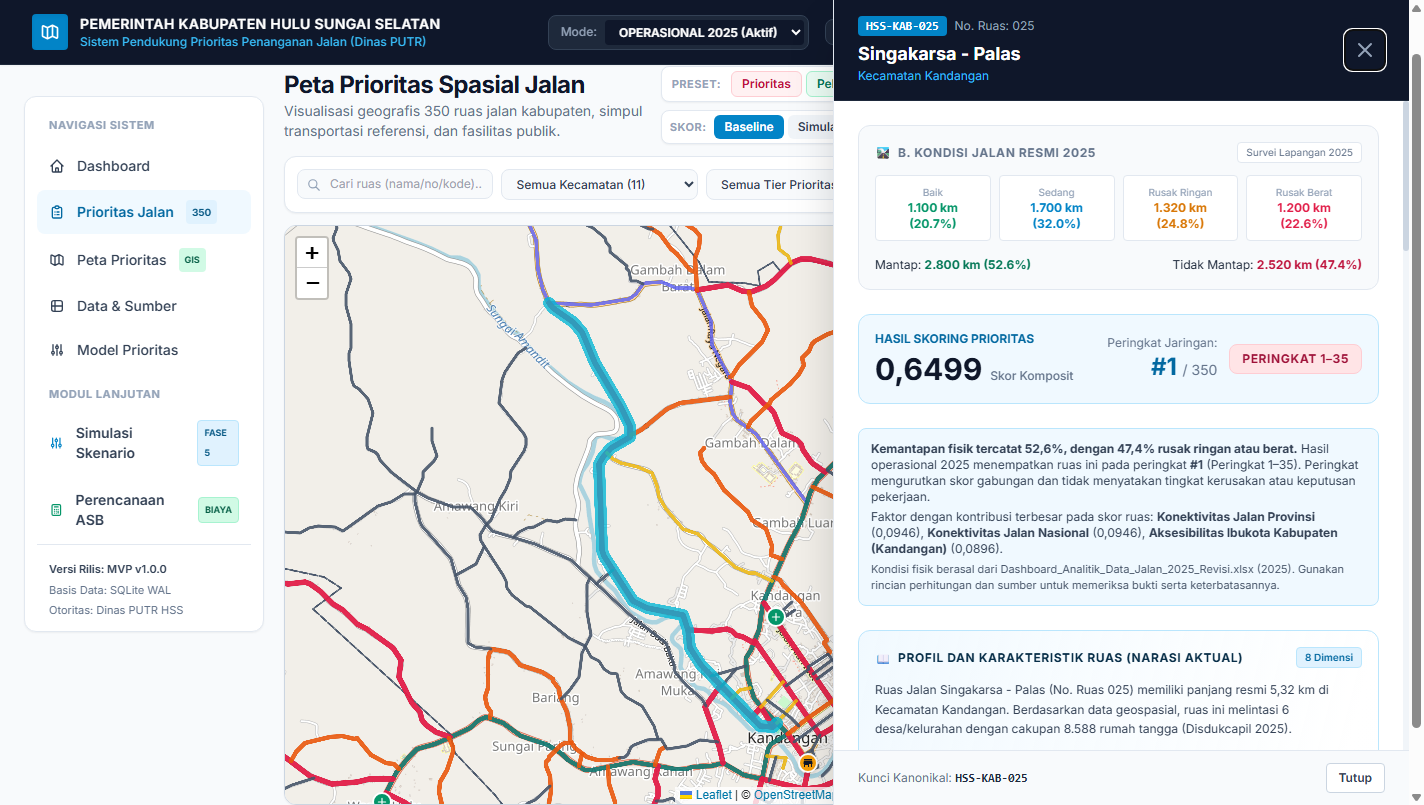 PEMERINTAH KABUPATEN HULU SUNGAI SELATAN
Sistem Pendukung Prioritas Penanganan Jalan (Dinas PUTR)
Mode: OPERASIONAL 2025 (Aktif)
NAVIGASI SISTEM
Dashboard
Prioritas Jalan 350
Peta Prioritas GIS
Data & Sumber
Model Prioritas
MODUL LANJUTAN
Simulasi
Skenario
FASE
5
Perencanaan
ASB
BIAYA
Versi Rilis: MVP v1.0.0
Basis Data: SQLite WAL
Otoritas: Dinas PUTR HSS
Peta Prioritas Spasial Jalan
Visualisasi geografis 350 ruas jalan kabupaten, simpul
transportasi referensi, dan fasilitas publik.
PRESET: Prioritas
SKOR: Baseline
Cari ruas (nama/no/kode)..
Semua Kecamatan (11)
Semua Tier Prioritas
+
−
Gambah Dalam
Barat
Sungai Amandit
Gambah Dalam
Amawang Kiri
Gambah Luar
Kandangan
Amawang
Muka
Bariang
Kandangan
Sungai Paring
Amawang Kanan
Leaflet | © OpenStreetMap
HSS-KAB-025 No. Ruas: 025
Singakarsa - Palas
Kecamatan Kandangan
B. KONDISI JALAN RESMI 2025
Survei Lapangan 2025
Baik
1.100 km
(20.7%)
Sedang
1.700 km
(32.0%)
Rusak Ringan
1.320 km
(24.8%)
Rusak Berat
1.200 km
(22.6%)
Mantap: 2.800 km (52.6%)
Tidak Mantap: 2.520 km (47.4%)
HASIL SKORING PRIORITAS
0,6499 Skor Komposit
Peringkat Jaringan:
#1 / 350
PERINGKAT 1–35
Kemantapan fisik tercatat 52,6%, dengan 47,4% rusak ringan atau berat. Hasil
operasional 2025 menempatkan ruas ini pada peringkat #1 (Peringkat 1–35). Peringkat
mengurutkan skor gabungan dan tidak menyatakan tingkat kerusakan atau keputusan
pekerjaan.
Faktor dengan kontribusi terbesar pada skor ruas: Konektivitas Jalan Provinsi
(0,0946), Konektivitas Jalan Nasional (0,0946), Aksesibilitas Ibukota Kabupaten
(Kandangan) (0,0896).
Kondisi fisik berasal dari Dashboard_Analitik_Data_Jalan_2025_Revisi.xlsx (2025). Gunakan
rincian perhitungan dan sumber untuk memeriksa bukti serta keterbatasannya.
PROFIL DAN KARAKTERISTIK RUAS (NARASI AKTUAL)
8 Dimensi
Ruas Jalan Singakarsa - Palas (No. Ruas 025) memiliki panjang resmi 5,32 km di
Kecamatan Kandangan. Berdasarkan data geospasial, ruas ini melintasi 6
desa/kelurahan dengan cakupan 8.588 rumah tangga (Disdukcapil 2025).
Kunci Kanonikal: HSS-KAB-025
Tutup